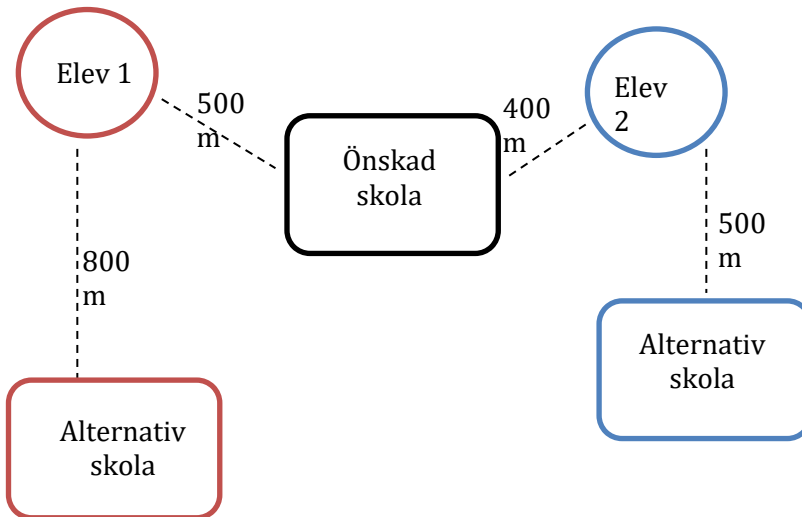 Elev 1
500
m
Önskad
skola
400
m
Elev
2
800
m
500
m
Alternativ
skola
Alternativ
skola